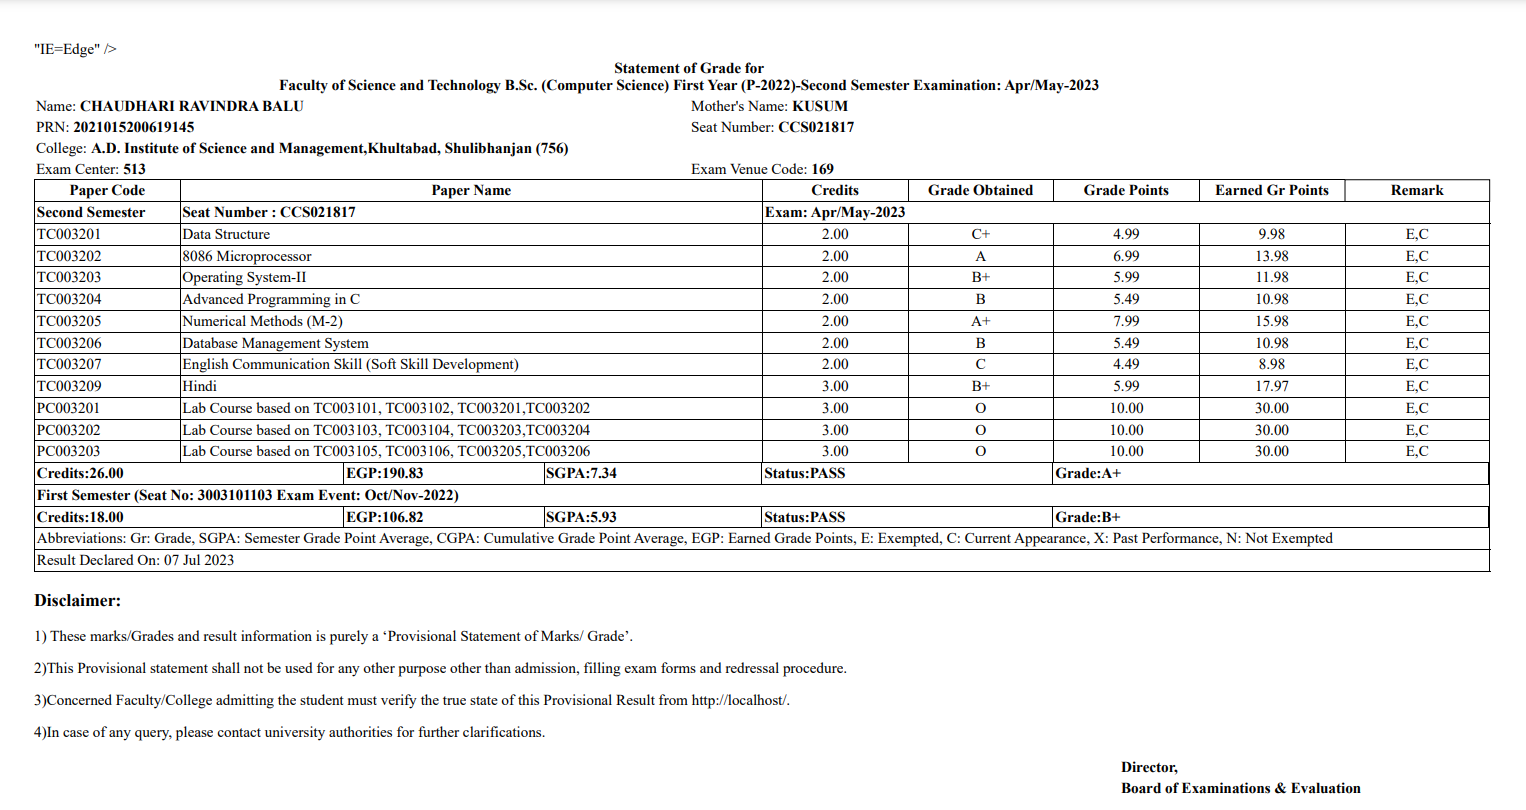 "IE=Edge" />
Statement of Grade for
Faculty of Science and Technology B.Sc. (Computer Science) First Year (P-2022)-Second Semester Examination: Apr/May-2023
Name: CHAUDHARI RAVINDRA BALU Mother's Name: KUSUM
PRN: 2021015200619145 Seat Number: CCS021817
College: A.D. Institute of Science and Management,Khultabad, Shulibhanjan (756)
Exam Center: 513 Exam Venue Code: 169
Paper Code Paper Name Credits Grade Obtained Grade Points Earned Gr Points Remark
Second Semester Seat Number : CCS021817 Exam: Apr/May-2023
TC003201 Data Structure 2.00 C+ 4.99 9.98 E,C
TC003202 8086 Microprocessor 2.00 A 6.99 13.98 E,C
TC003203 Operating System-II 2.00 B+ 5.99 11.98 E,C
TC003204 Advanced Programming in C 2.00 B 5.49 10.98 E,C
TC003205 Numerical Methods (M-2) 2.00 A+ 7.99 15.98 E,C
TC003206 Database Management System 2.00 B 5.49 10.98 E,C
TC003207 English Communication Skill (Soft Skill Development) 2.00 C 4.49 8.98 E,C
TC003209 Hindi 3.00 B+ 5.99 17.97 E,C
PC003201 Lab Course based on TC003101, TC003102, TC003201,TC003202 3.00 O 10.00 30.00 E,C
PC003202 Lab Course based on TC003103, TC003104, TC003203,TC003204 3.00 O 10.00 30.00 E,C
PC003203 Lab Course based on TC003105, TC003106, TC003205,TC003206 3.00 O 10.00 30.00 E,C
Credits:26.00 EGP:190.83 SGPA:7.34 Status:PASS Grade:A+
First Semester (Seat No: 3003101103 Exam Event: Oct/Nov-2022)
Credits:18.00 EGP:106.82 SGPA:5.93 Status:PASS Grade:B+
Abbreviations: Gr: Grade, SGPA: Semester Grade Point Average, CGPA: Cumulative Grade Point Average, EGP: Earned Grade Points, E: Exempted, C: Current Appearance, X: Past Performance, N: Not Exempted
Result Declared On: 07 Jul 2023
Disclaimer:
1) These marks/Grades and result information is purely a ‘Provisional Statement of Marks/ Grade’.
2)This Provisional statement shall not be used for any other purpose other than admission, filling exam forms and redressal procedure.
3)Concerned Faculty/College admitting the student must verify the true state of this Provisional Result from http://localhost/.
4)In case of any query, please contact university authorities for further clarifications.
Director,
Board of Examinations & Evaluation